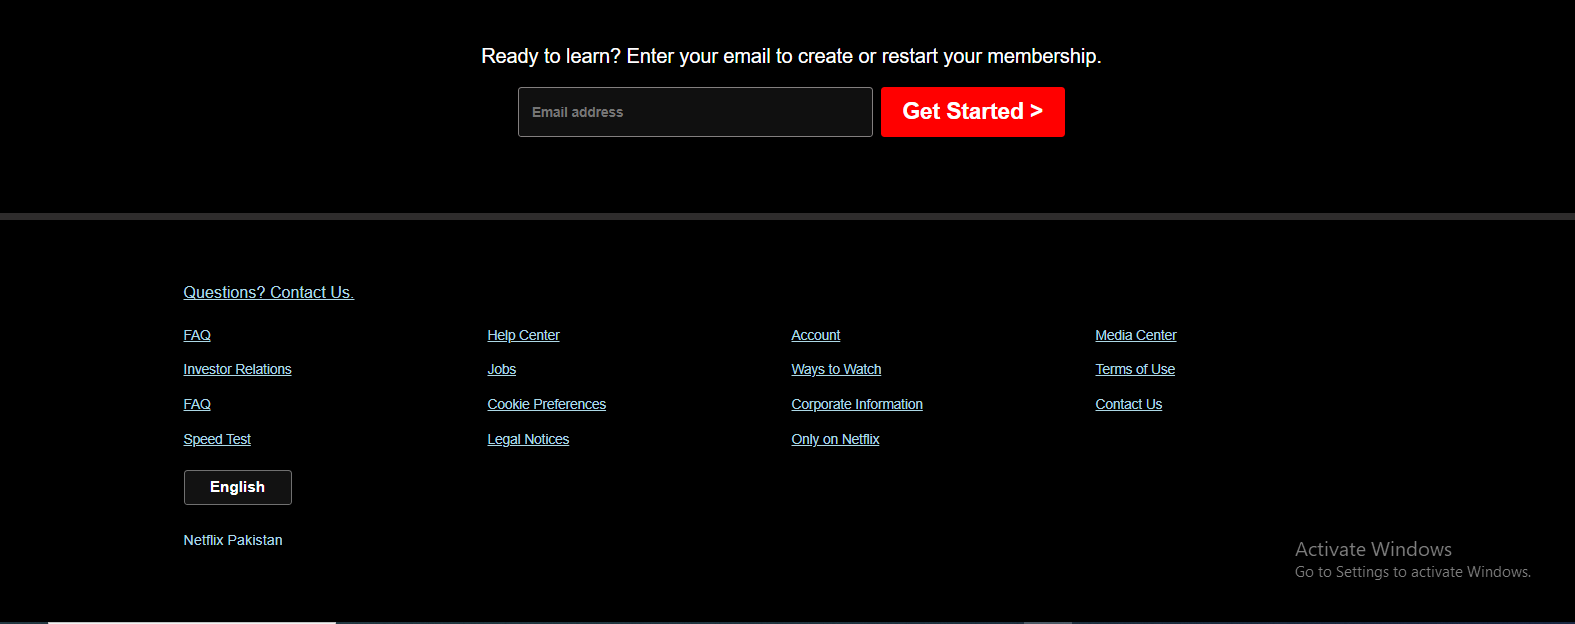 Ready to learn? Enter your email to create or restart your membership.
Email address
Get Started >
Questions? Contact Us.
FAQ
Help Center
Account
Media Center
Investor Relations
Jobs
Ways to Watch
Terms of Use
FAQ
Cookie Preferences
Corporate Information
Contact Us
Speed Test
Legal Notices
Only on Netflix
English
Netflix Pakistan
Activate Windows
Go to Settings to activate Windows.